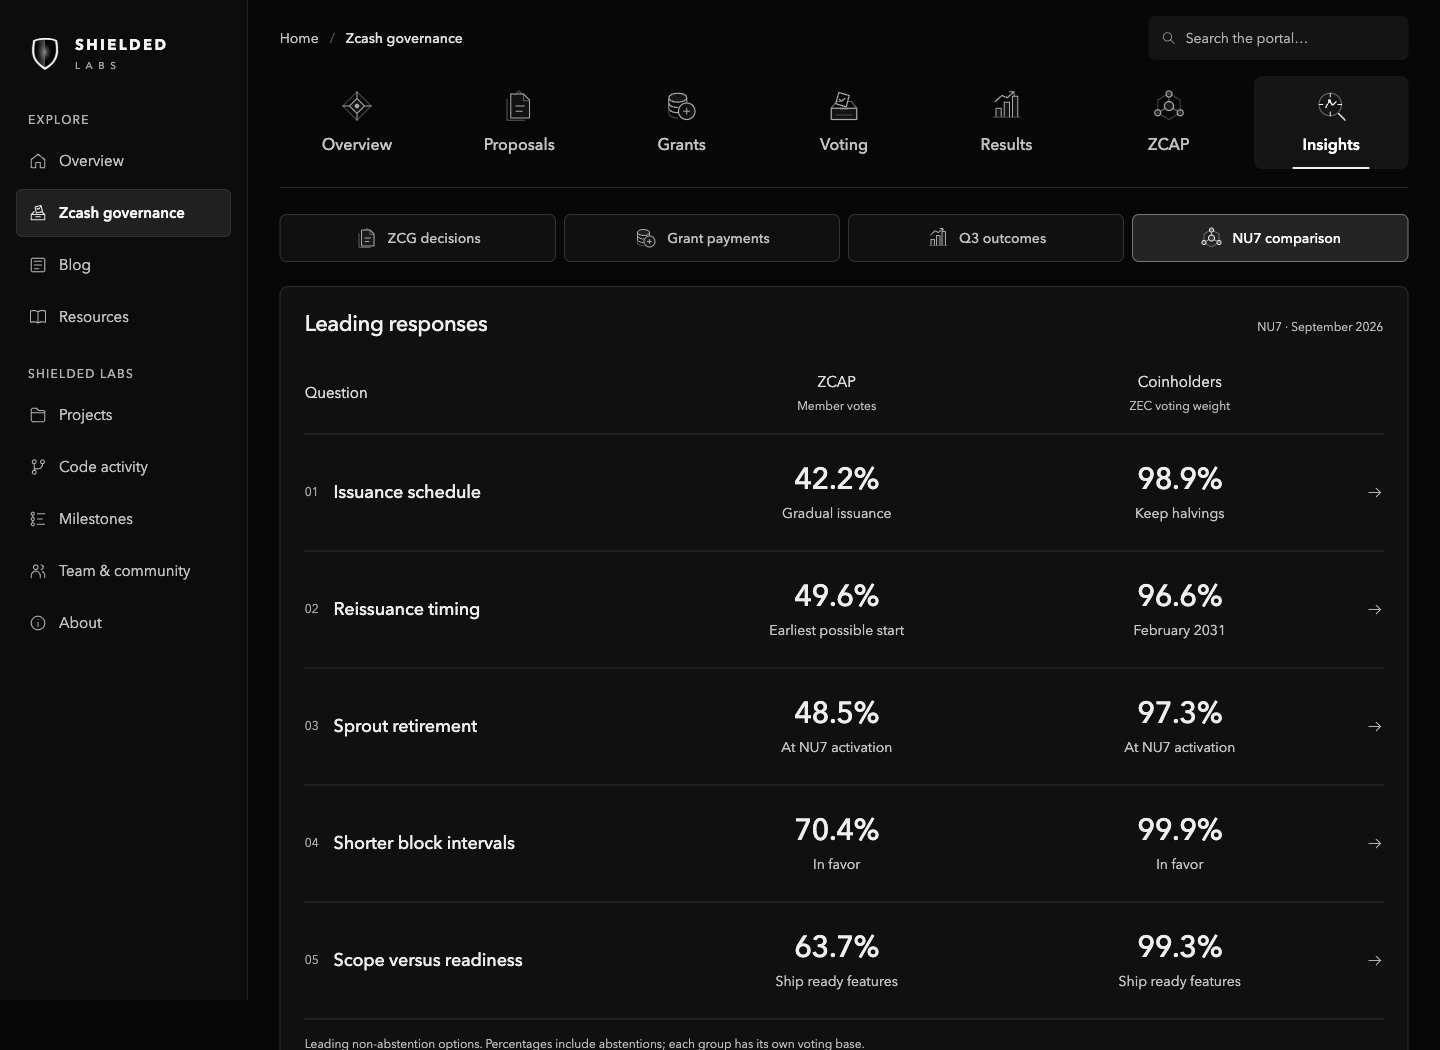 SHIELDED
LABS
EXPLORE
Overview
Zcash governance
Blog
Resources
SHIELDED LABS
Projects
Code activity
Milestones
Team & community
About
Home / Zcash governance
Search the portal...
Overview
Proposals
Grants
Voting
Results
ZCAP
Insights
ZCG decisions
Grant payments
Q3 outcomes
NU7 comparison
Leading responses
NU7 · September 2026
Question
ZCAP
Member votes
Coinholders
ZEC voting weight
01 Issuance schedule
42.2%
Gradual issuance
98.9%
Keep halvings
→
02 Reissuance timing
49.6%
Earliest possible start
96.6%
February 2031
→
03 Sprout retirement
48.5%
At NU7 activation
97.3%
At NU7 activation
→
04 Shorter block intervals
70.4%
In favor
99.9%
In favor
→
05 Scope versus readiness
63.7%
Ship ready features
99.3%
Ship ready features
→
Leading non-abstention options. Percentages include abstentions; each group has its own voting base.